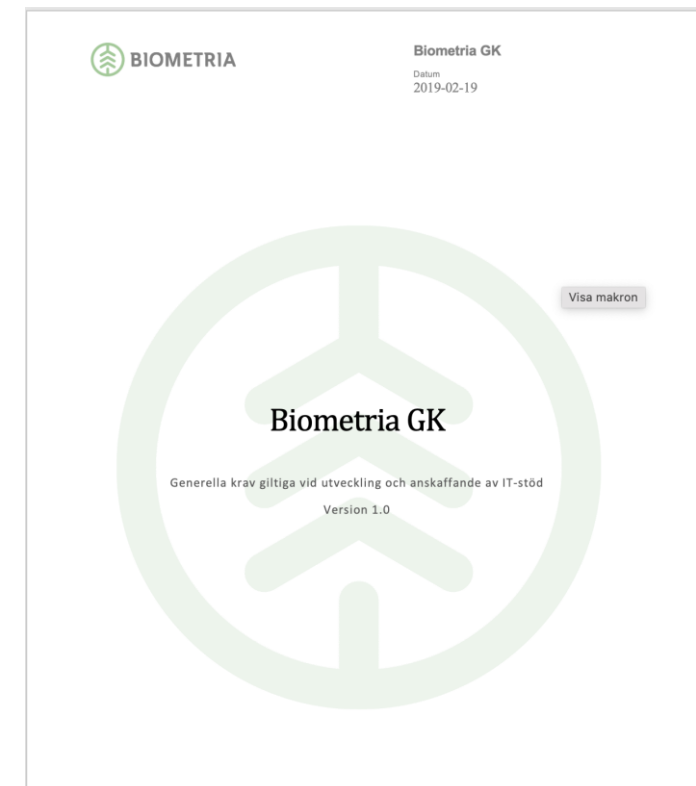 BIOMETRIA
Biometria GK
Datum
2019-02-19
Visa makron
Biometria GK
Generella krav giltiga vid utveckling och anskaffande av IT-stöd
Version 1.0